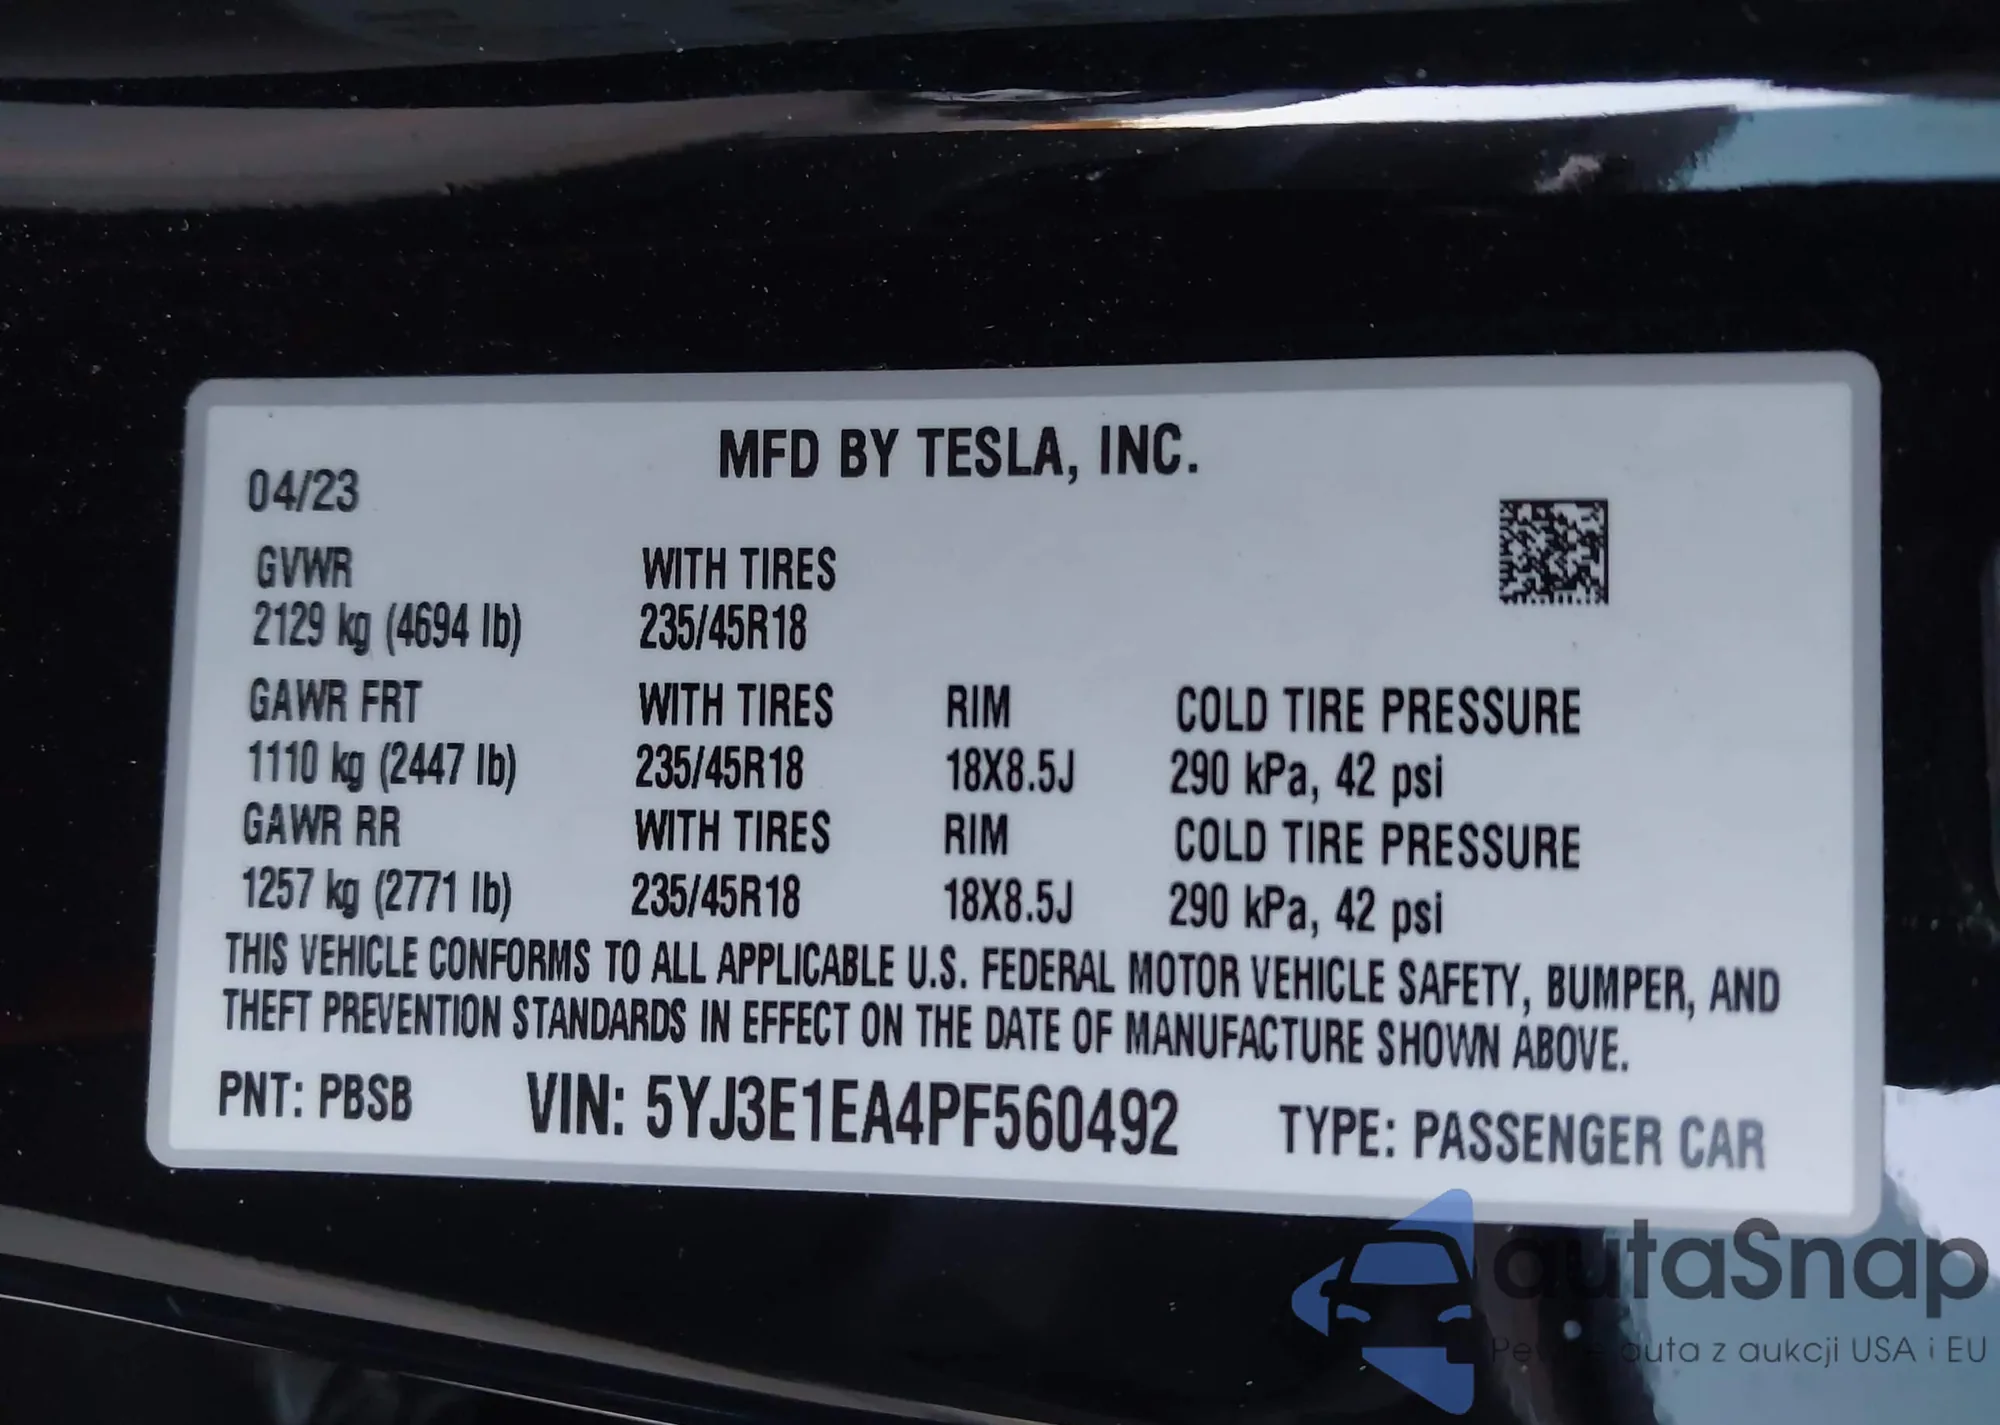 MFD BY TESLA, INC.
04/23
GVWR WITH TIRES
2129 kg (4694 lb) 235/45R18
GAWR FRT WITH TIRES RIM COLD TIRE PRESSURE
1110 kg (2447 lb) 235/45R18 18X8.5J 290 kPa, 42 psi
GAWR RR WITH TIRES RIM COLD TIRE PRESSURE
1257 kg (2771 lb) 235/45R18 18X8.5J 290 kPa, 42 psi
THIS VEHICLE CONFORMS TO ALL APPLICABLE U.S. FEDERAL MOTOR VEHICLE SAFETY, BUMPER, AND
THEFT PREVENTION STANDARDS IN EFFECT ON THE DATE OF MANUFACTURE SHOWN ABOVE.
PNT: PBSB VIN: 5YJ3E1EA4PF560492 TYPE: PASSENGER CAR
autaSnap
auta z aukcji USA i EU